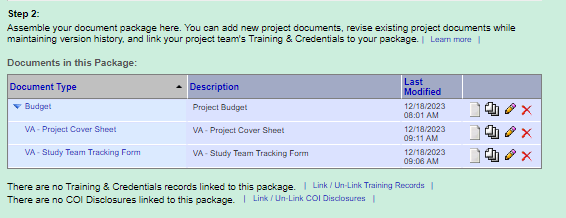 Step 2:
Assemble your document package here. You can add new project documents, revise existing project documents while
maintaining version history, and link your project team's Training & Credentials to your package. | Learn more |
Documents in this Package:
Document Type Description Last Modified
Budget Project Budget 12/18/2023 08:01 AM
VA - Project Cover Sheet VA - Project Cover Sheet 12/18/2023 09:11 AM
VA - Study Team Tracking Form VA - Study Team Tracking Form 12/18/2023 09:06 AM
There are no Training & Credentials records linked to this package. | Link / Un-Link Training Records |
There are no COI Disclosures linked to this package. | Link / Un-Link COI Disclosures |